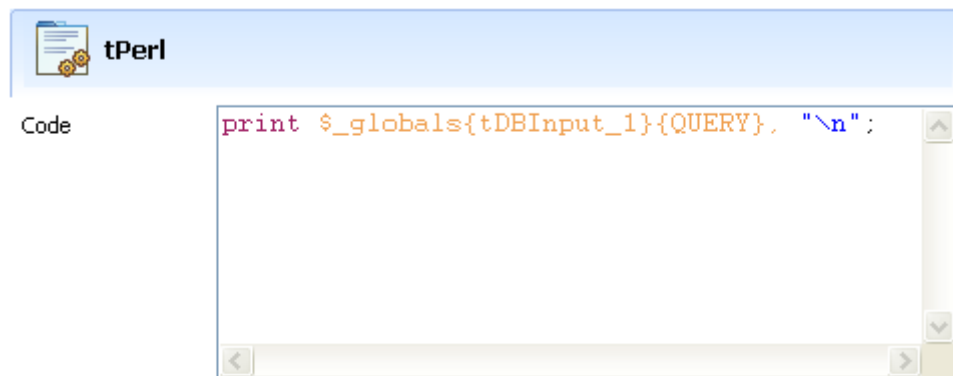 tPerl
Code
print $_globals{tDBInput_1}{QUERY}, "\n";